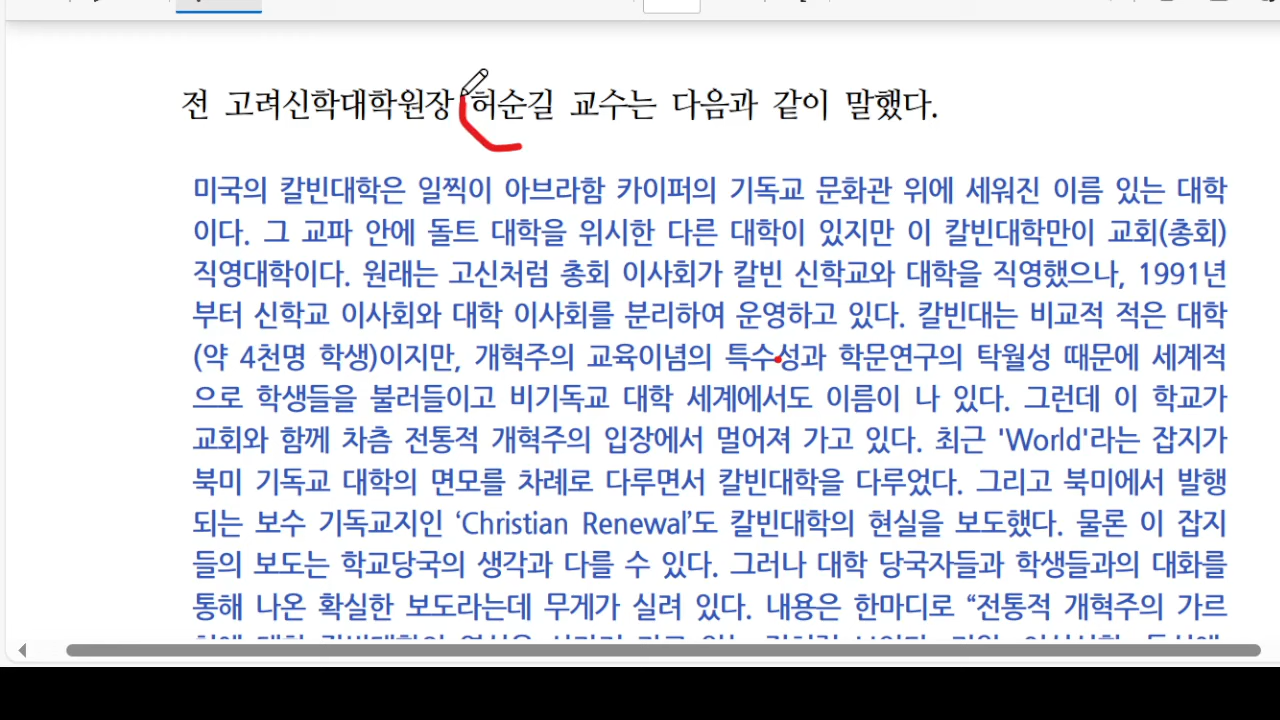 전 고려신학대학원장 허순길 교수는 다음과 같이 말했다.
미국의 칼빈대학은 일찍이 아브라함 카이퍼의 기독교 문화관 위에 세워진 이름 있는 대학
이다. 그 교파 안에 돌트 대학을 위시한 다른 대학이 있지만 이 칼빈대학만이 교회(총회)
직영대학이다. 원래는 고신처럼 총회 이사회가 칼빈 신학교와 대학을 직영했으나, 1991년
부터 신학교 이사회와 대학 이사회를 분리하여 운영하고 있다. 칼빈대는 비교적 적은 대학
(약 4천명 학생)이지만, 개혁주의 교육이념의 특수성과 학문연구의 탁월성 때문에 세계적
으로 학생들을 불러들이고 비기독교 대학 세계에서도 이름이 나 있다. 그런데 이 학교가
교회와 함께 차츰 전통적 개혁주의 입장에서 멀어져 가고 있다. 최근 'World'라는 잡지가
북미 기독교 대학의 면모를 차례로 다루면서 칼빈대학을 다루었다. 그리고 북미에서 발행
되는 보수 기독교지인 ‘Christian Renewal’도 칼빈대학의 현실을 보도했다. 물론 이 잡지
들의 보도는 학교당국의 생각과 다를 수 있다. 그러나 대학 당국자들과 학생들과의 대화를
통해 나온 확실한 보도라는데 무게가 실려 있다. 내용은 한마디로 “전통적 개혁주의 가르